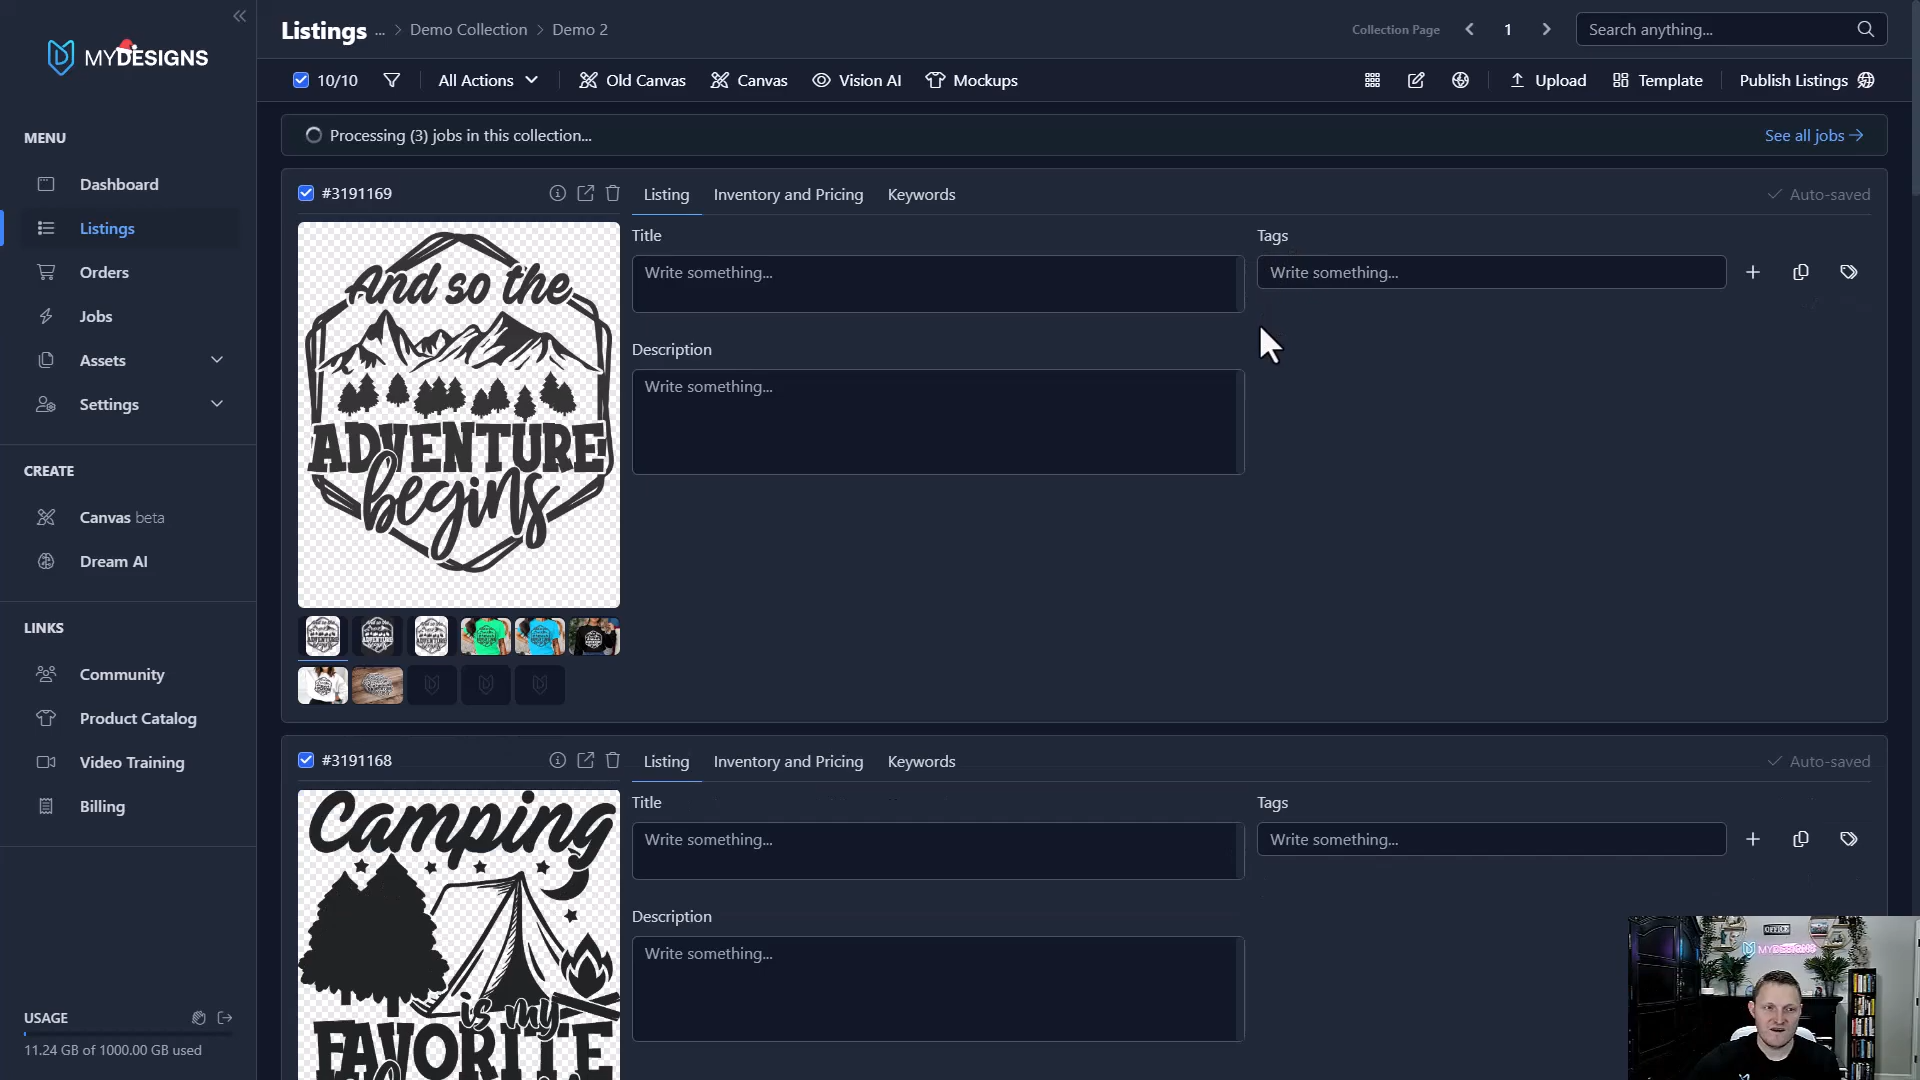 MYDESIGNS
MENU
Dashboard
Listings
Orders
Jobs
Assets
Settings
CREATE
Canvas beta
Dream AI
LINKS
Community
Product Catalog
Video Training
Billing
USAGE
11.24 GB of 1000.00 GB used
Listings ... > Demo Collection > Demo 2
Collection Page
1
Search anything...
10/10
All Actions
Old Canvas
Canvas
Vision AI
Mockups
Upload
Template
Publish Listings
Processing (3) jobs in this collection...
See all jobs
#3191169
Listing
Inventory and Pricing
Keywords
Auto-saved
And so the
ADVENTURE
begins
Title
Write something...
Tags
Write something...
Description
Write something...
#3191168
Listing
Inventory and Pricing
Keywords
Auto-saved
Camping
is my
FAVORITE
Title
Write something...
Tags
Write something...
Description
Write something...
OFFICE
MYDESIGNS